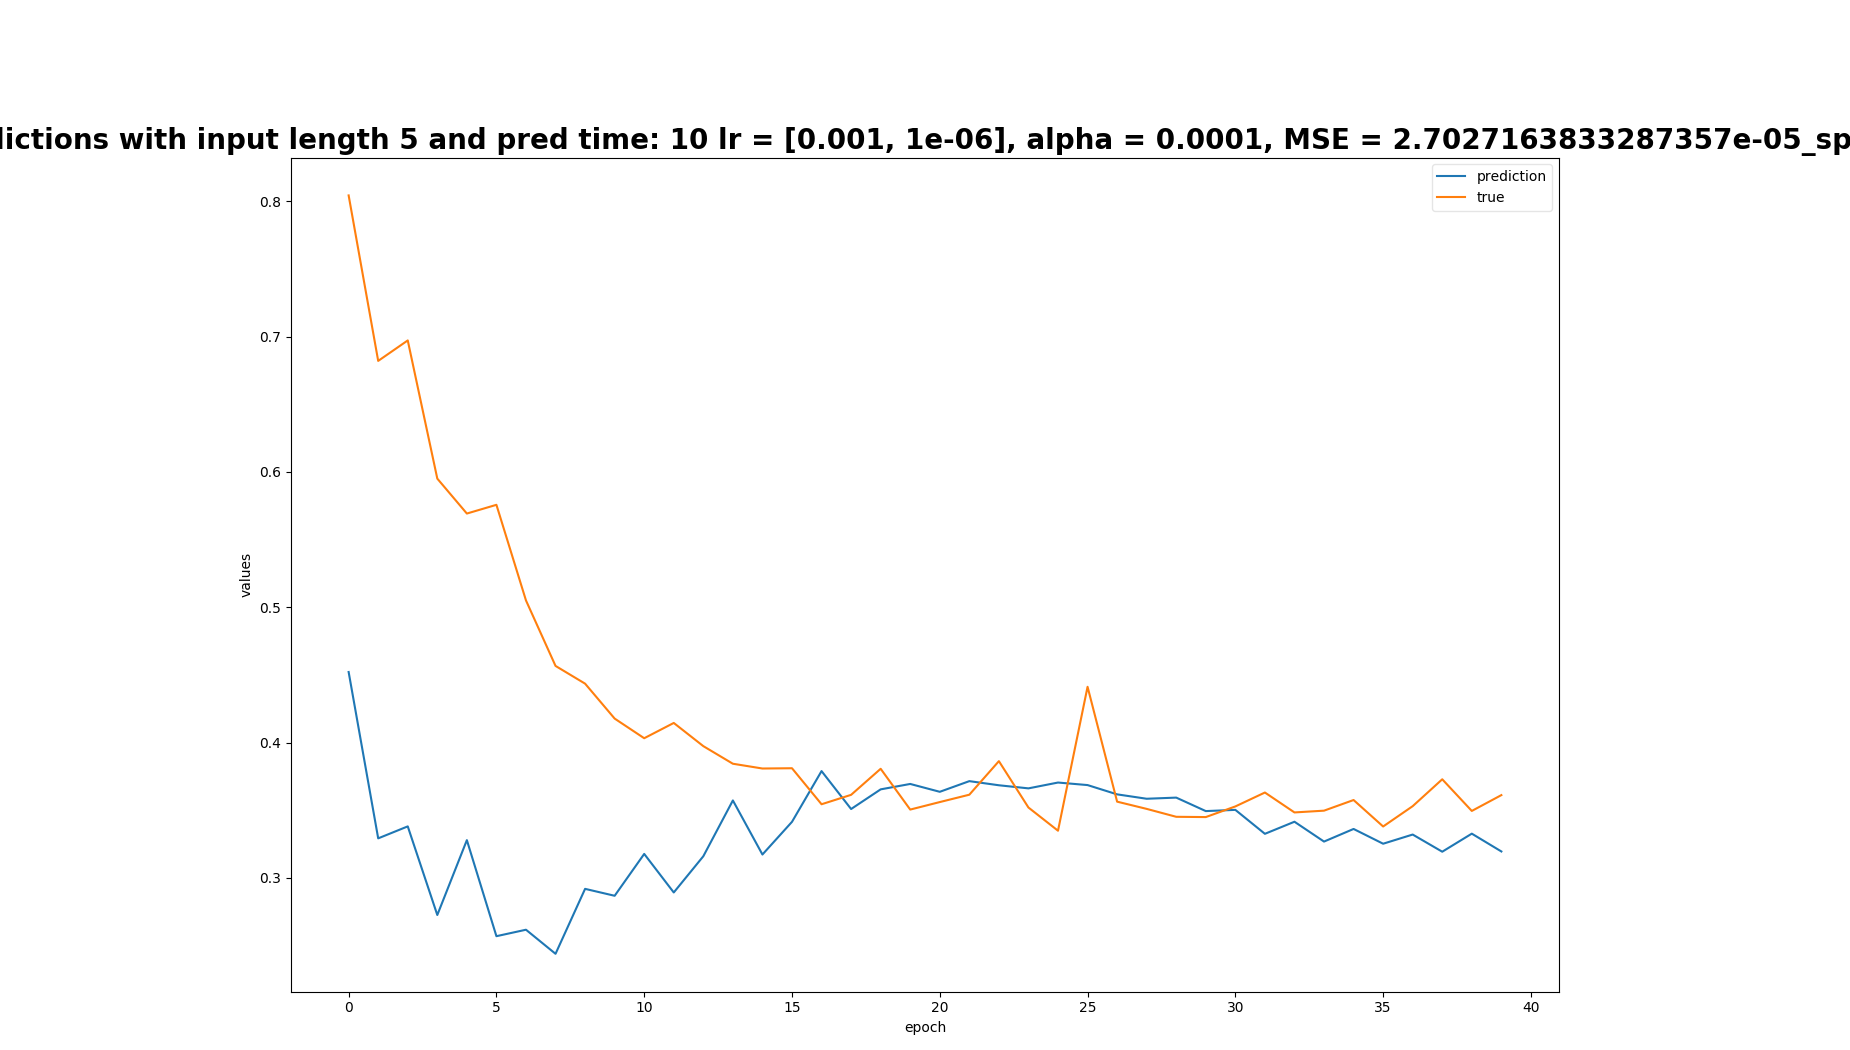 with input length 5 and pred time: 10 lr = [0.001, 1e-06], alpha = 0.0001, MSE = 2.7027163833287357e-05_sp
prediction
true
0.8
0.7
0.6
0.5
0.4
0.3
values
0 5 10 15 20 25 30 35 40
epoch